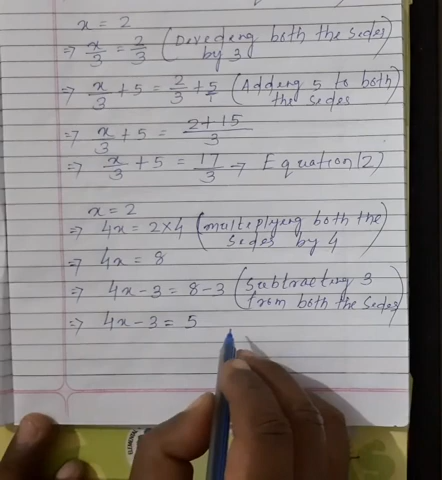 x = 2
⇒ x/3 = 2/3 (Dividing both the sides by 3)
⇒ x/3 + 5 = 2/3 + 5/1 (Adding 5 to both the sides)
⇒ x/3 + 5 = 2+15/3
⇒ x/3 + 5 = 17/3 → Equation (2)
x = 2
⇒ 4x = 2×4 (multiplying both the sides by 4)
⇒ 4x = 8
⇒ 4x − 3 = 8 − 3 (Subtracting 3 from both the sides)
⇒ 4x − 3 = 5